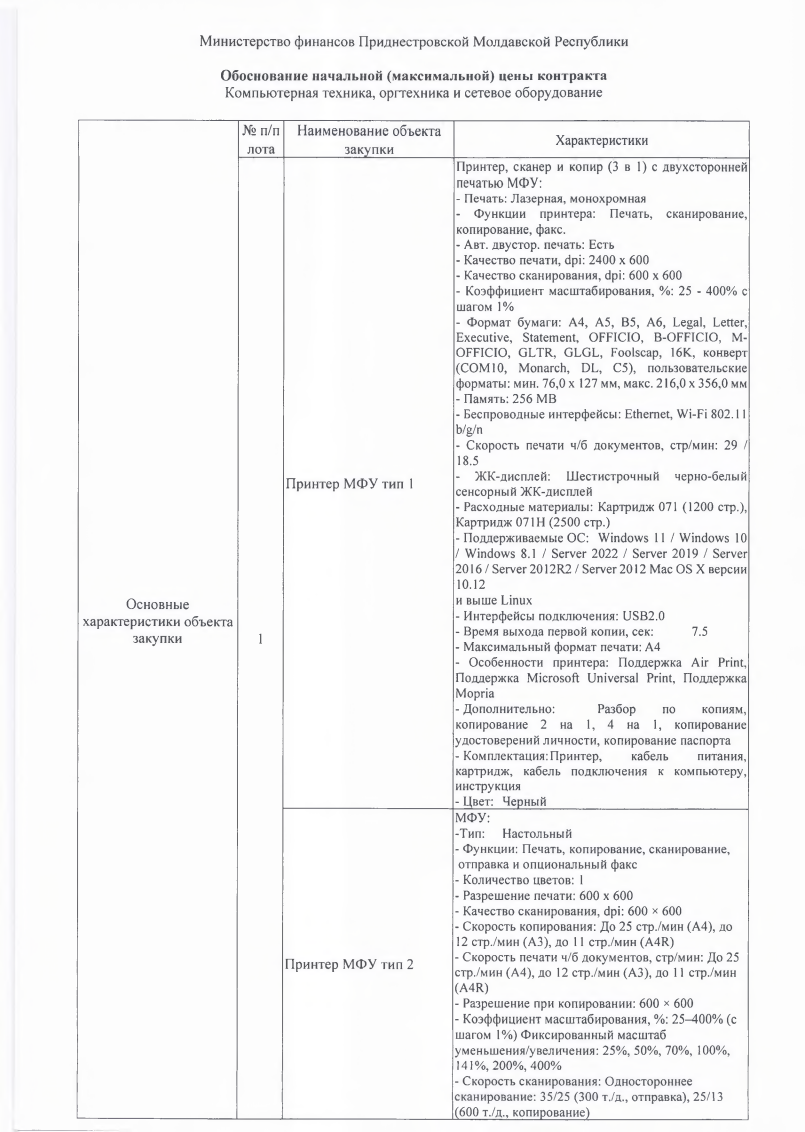 Министерство финансов Приднестровской Молдавской Республики
Обоснование начальной (максимальной) цены контракта
Компьютерная техника, оргтехника и сетевое оборудование
№ п/п
лота
Наименование объекта
закупки
Характеристики
Основные
характеристики объекта
закупки
1
Принтер МФУ тип 1
Принтер, сканер и копир (3 в 1) с двухсторонней
печатью МФУ:
- Печать: Лазерная, монохромная
- Функции принтера: Печать, сканирование,
копирование, факс.
- Авт. двустор. печать: Есть
- Качество печати, dpi: 2400 x 600
- Качество сканирования, dpi: 600 x 600
- Коэффициент масштабирования, %: 25 - 400% с
шагом 1%
- Формат бумаги: A4, A5, B5, A6, Legal, Letter,
Executive, Statement, OFFICIO, B-OFFICIO, M-
OFFICIO, GLTR, GLGL, Foolscap, 16K, конверт
(COM10, Monarch, DL, C5), пользовательские
форматы: мин. 76,0 x 127 мм, макс. 216,0 x 356,0 мм
- Память: 256 MB
- Беспроводные интерфейсы: Ethernet, Wi-Fi 802.11
b/g/n
- Скорость печати ч/б документов, стр/мин: 29 /
18.5
- ЖК-дисплей: Шестистрочный черно-белый
сенсорный ЖК-дисплей
- Расходные материалы: Картридж 071 (1200 стр.),
Картридж 071H (2500 стр.)
- Поддерживаемые ОС: Windows 11 / Windows 10
/ Windows 8.1 / Server 2022 / Server 2019 / Server
2016 / Server 2012R2 / Server 2012 Mac OS X версии
10.12
и выше Linux
- Интерфейсы подключения: USB2.0
- Время выхода первой копии, сек: 7.5
- Максимальный формат печати: A4
- Особенности принтера: Поддержка Air Print,
Поддержка Microsoft Universal Print, Поддержка
Mopria
- Дополнительно: Разбор по копиям,
копирование 2 на 1, 4 на 1, копирование
удостоверений личности, копирование паспорта
- Комплектация:Принтер, кабель питания,
картридж, кабель подключения к компьютеру,
инструкция
- Цвет: Черный
Принтер МФУ тип 2
МФУ:
-Тип: Настольный
- Функции: Печать, копирование, сканирование,
отправка и опциональный факс
- Количество цветов: 1
- Разрешение печати: 600 x 600
- Качество сканирования, dpi: 600 × 600
- Скорость копирования: До 25 стр./мин (A4), до
12 стр./мин (A3), до 11 стр./мин (A4R)
- Скорость печати ч/б документов, стр/мин: До 25
стр./мин (A4), до 12 стр./мин (A3), до 11 стр./мин
(A4R)
- Разрешение при копировании: 600 × 600
- Коэффициент масштабирования, %: 25–400% (с
шагом 1%) Фиксированный масштаб
уменьшения/увеличения: 25%, 50%, 70%, 100%,
141%, 200%, 400%
- Скорость сканирования: Одностороннее
сканирование: 35/25 (300 т./д., отправка), 25/13
(600 т./д., копирование)